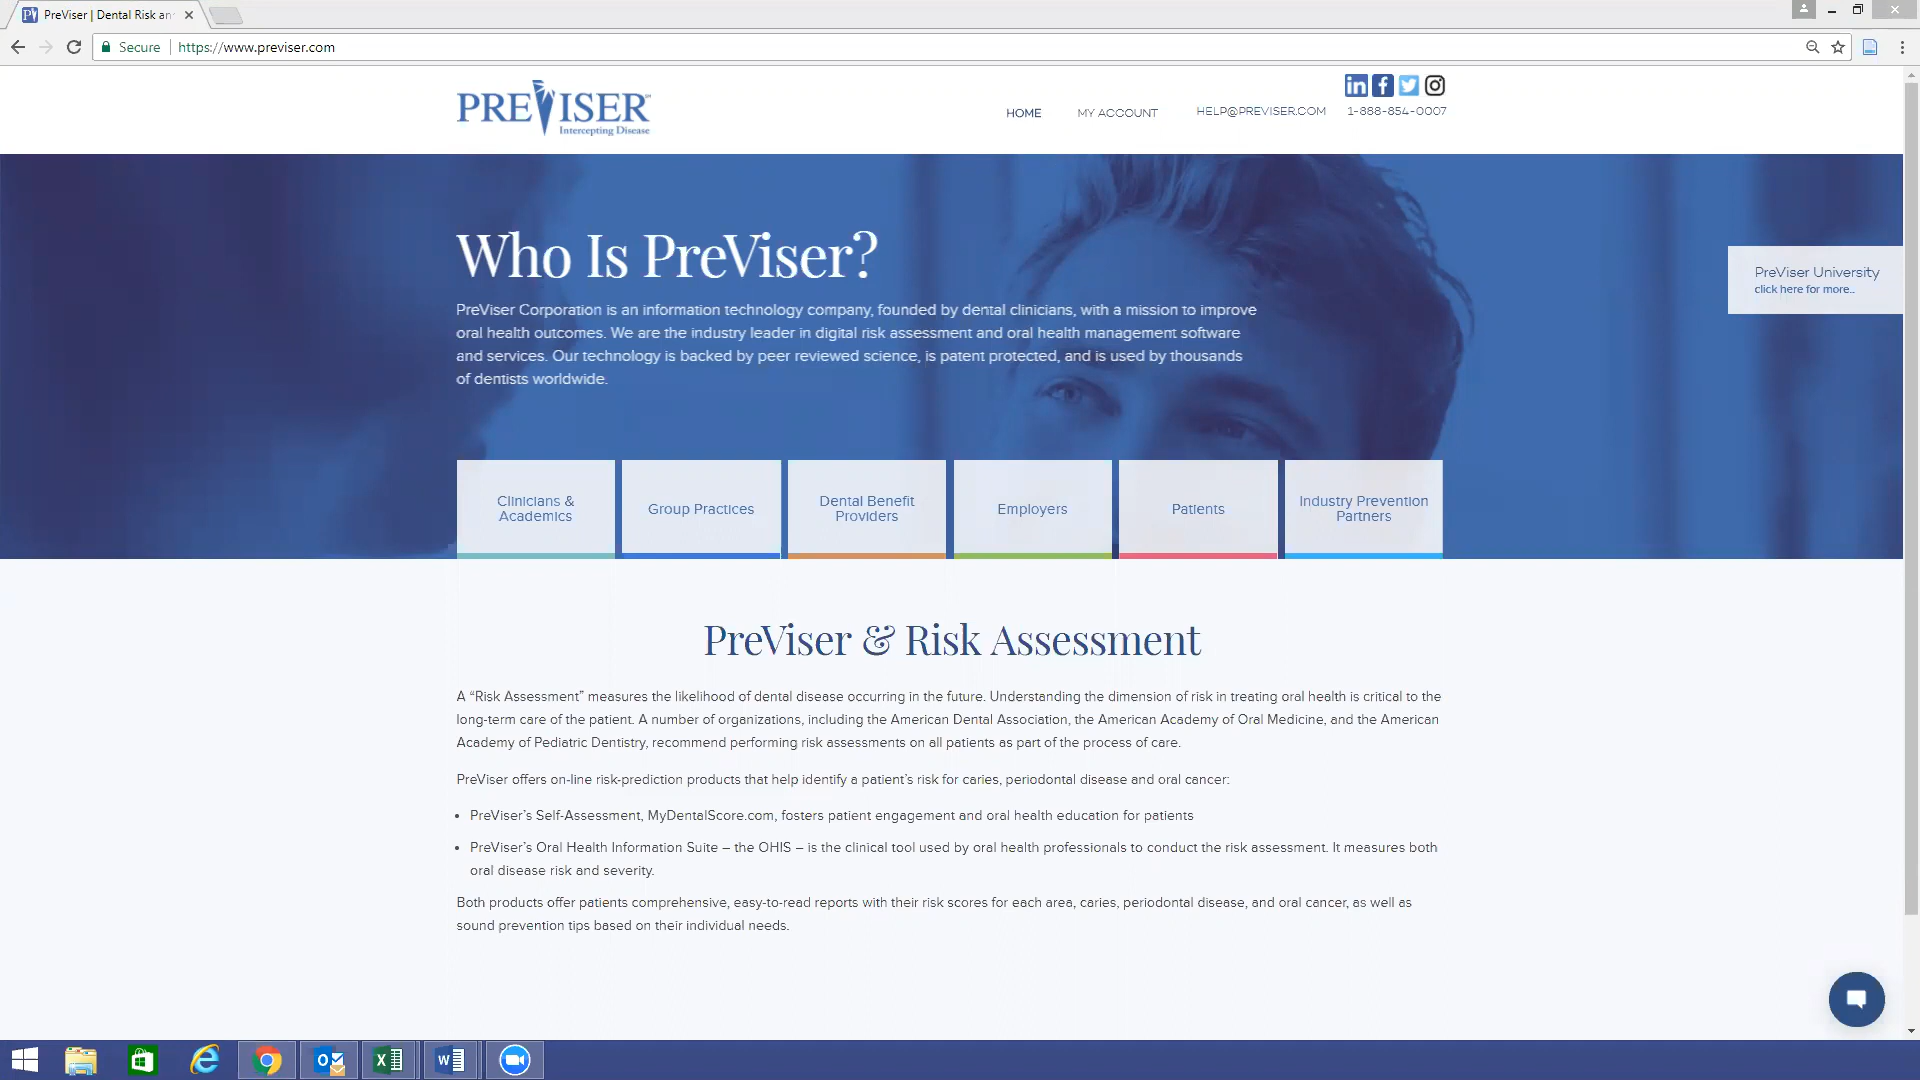 PreViser | Dental Risk an
Secure
https://www.previser.com
PREVISER
Intercepting Disease
HOME
MY ACCOUNT
HELP@PREVISER.COM
1-888-854-0007
Who Is PreViser?
PreViser Corporation is an information technology company, founded by dental clinicians, with a mission to improve
oral health outcomes. We are the industry leader in digital risk assessment and oral health management software
and services. Our technology is backed by peer reviewed science, is patent protected, and is used by thousands
of dentists worldwide.
PreViser University
click here for more..
Clinicians &
Academics
Group Practices
Dental Benefit
Providers
Employers
Patients
Industry Prevention
Partners
PreViser & Risk Assessment
A “Risk Assessment” measures the likelihood of dental disease occurring in the future. Understanding the dimension of risk in treating oral health is critical to the
long-term care of the patient. A number of organizations, including the American Dental Association, the American Academy of Oral Medicine, and the American
Academy of Pediatric Dentistry, recommend performing risk assessments on all patients as part of the process of care.
PreViser offers on-line risk-prediction products that help identify a patient’s risk for caries, periodontal disease and oral cancer:
• PreViser’s Self-Assessment, MyDentalScore.com, fosters patient engagement and oral health education for patients
• PreViser’s Oral Health Information Suite – the OHIS – is the clinical tool used by oral health professionals to conduct the risk assessment. It measures both
oral disease risk and severity.
Both products offer patients comprehensive, easy-to-read reports with their risk scores for each area, caries, periodontal disease, and oral cancer, as well as
sound prevention tips based on their individual needs.